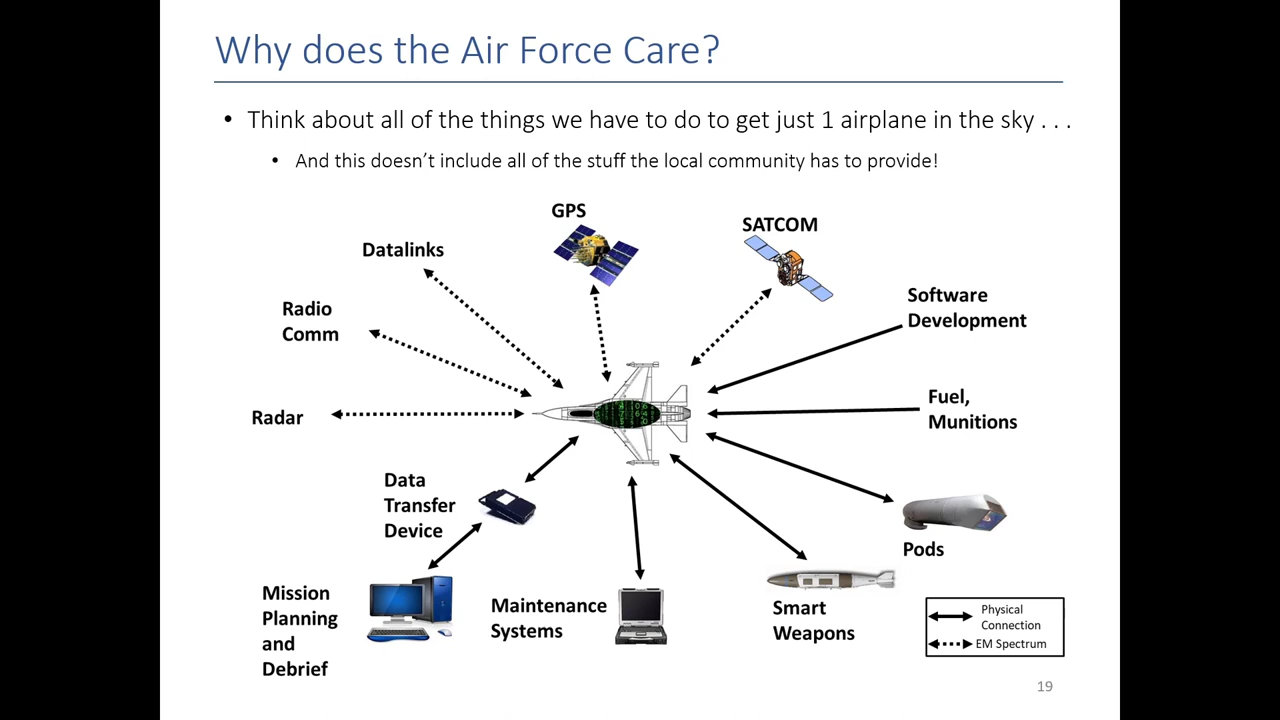 Why does the Air Force Care?
• Think about all of the things we have to do to get just 1 airplane in the sky . . .
• And this doesn’t include all of the stuff the local community has to provide!
GPS
SATCOM
Datalinks
Radio
Comm
Software
Development
Radar
Fuel,
Munitions
Data
Transfer
Device
Pods
Mission
Planning
and
Debrief
Maintenance
Systems
Smart
Weapons
Physical
Connection
EM Spectrum
19